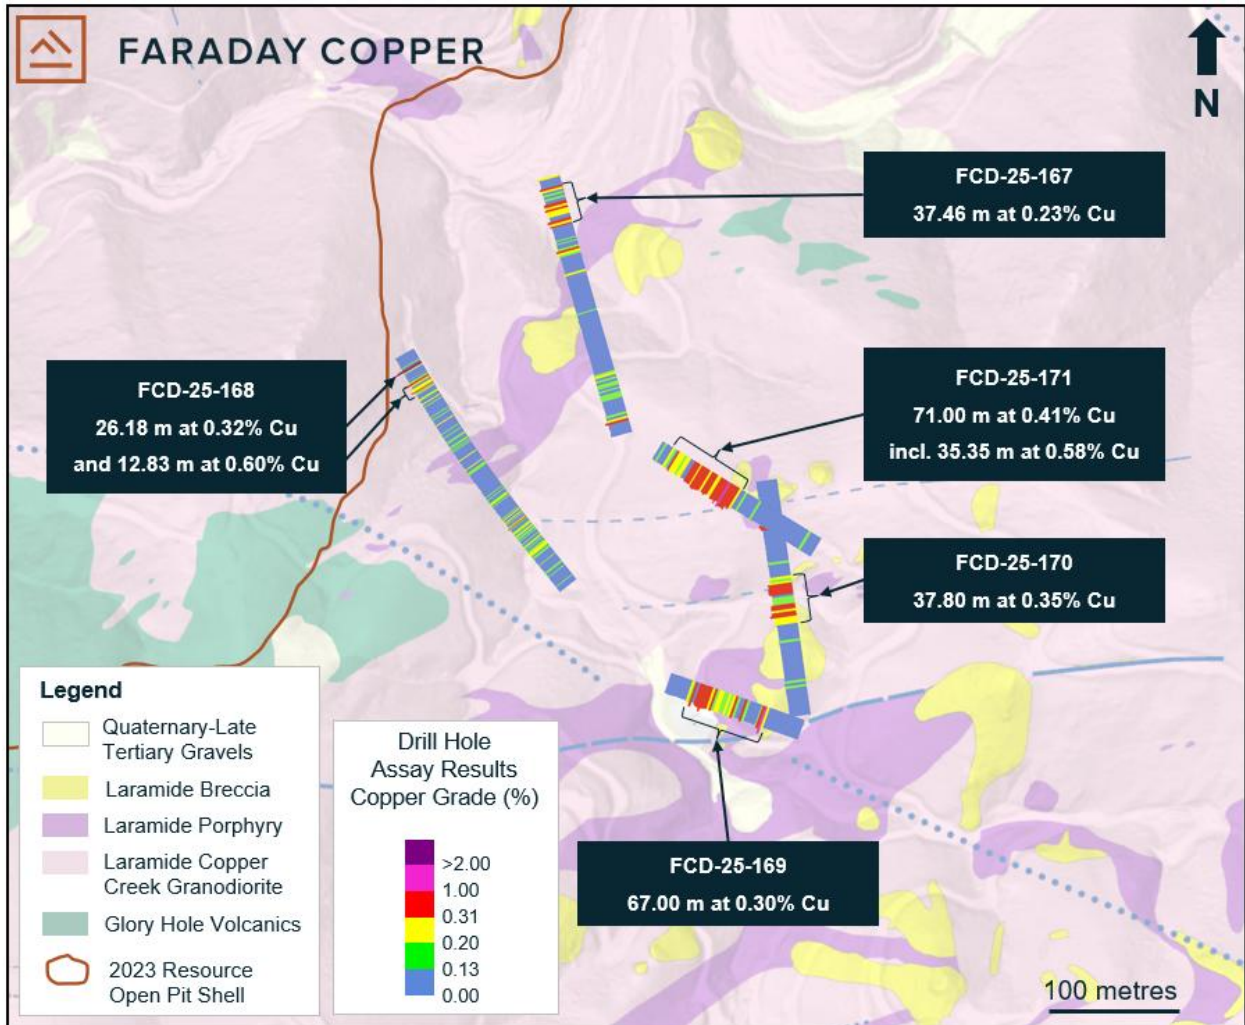 FARADAY COPPER
N
FCD-25-167
37.46 m at 0.23% Cu
FCD-25-168
26.18 m at 0.32% Cu
and 12.83 m at 0.60% Cu
FCD-25-171
71.00 m at 0.41% Cu
incl. 35.35 m at 0.58% Cu
FCD-25-170
37.80 m at 0.35% Cu
FCD-25-169
67.00 m at 0.30% Cu
Legend
Quaternary-Late
Tertiary Gravels
Laramide Breccia
Laramide Porphyry
Laramide Copper
Creek Granodiorite
Glory Hole Volcanics
2023 Resource
Open Pit Shell
Drill Hole
Assay Results
Copper Grade (%)
>2.00
1.00
0.31
0.20
0.13
0.00
100 metres